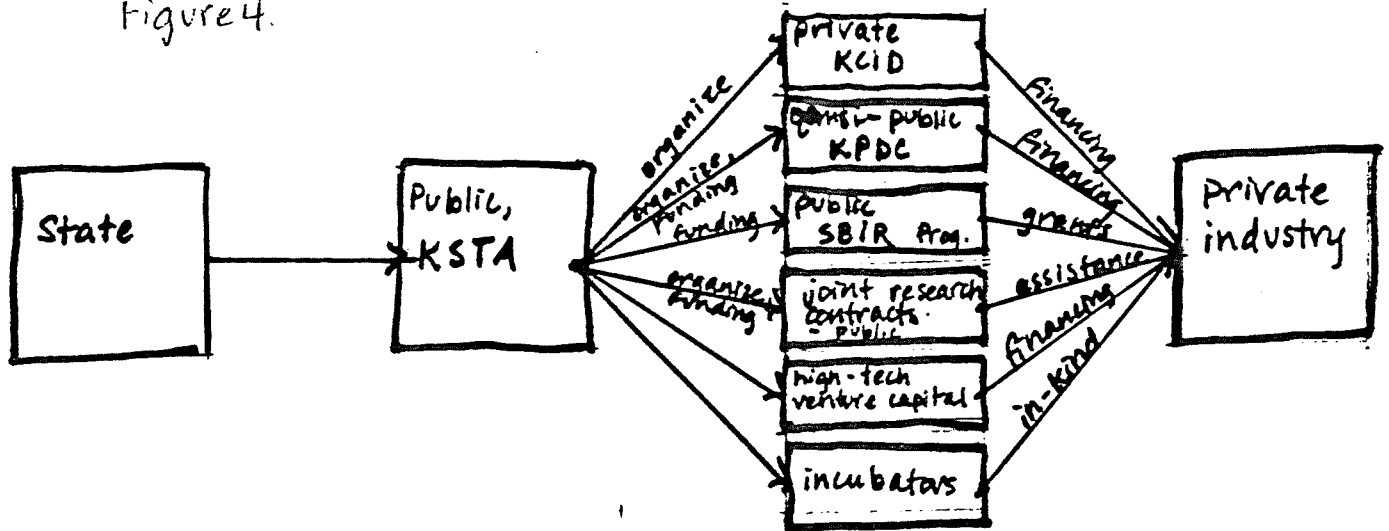 Figure 4.
State
Public,
KSTA
organize
organize,
funding
funding
organize,
funding
private
KCID
quasi-public
KPDC
public
SBIR Prog.
joint research
contracts.
- public
high-tech
venture capital
incubators
financing
financing
grants
assistance
financing
in-kind
private
industry